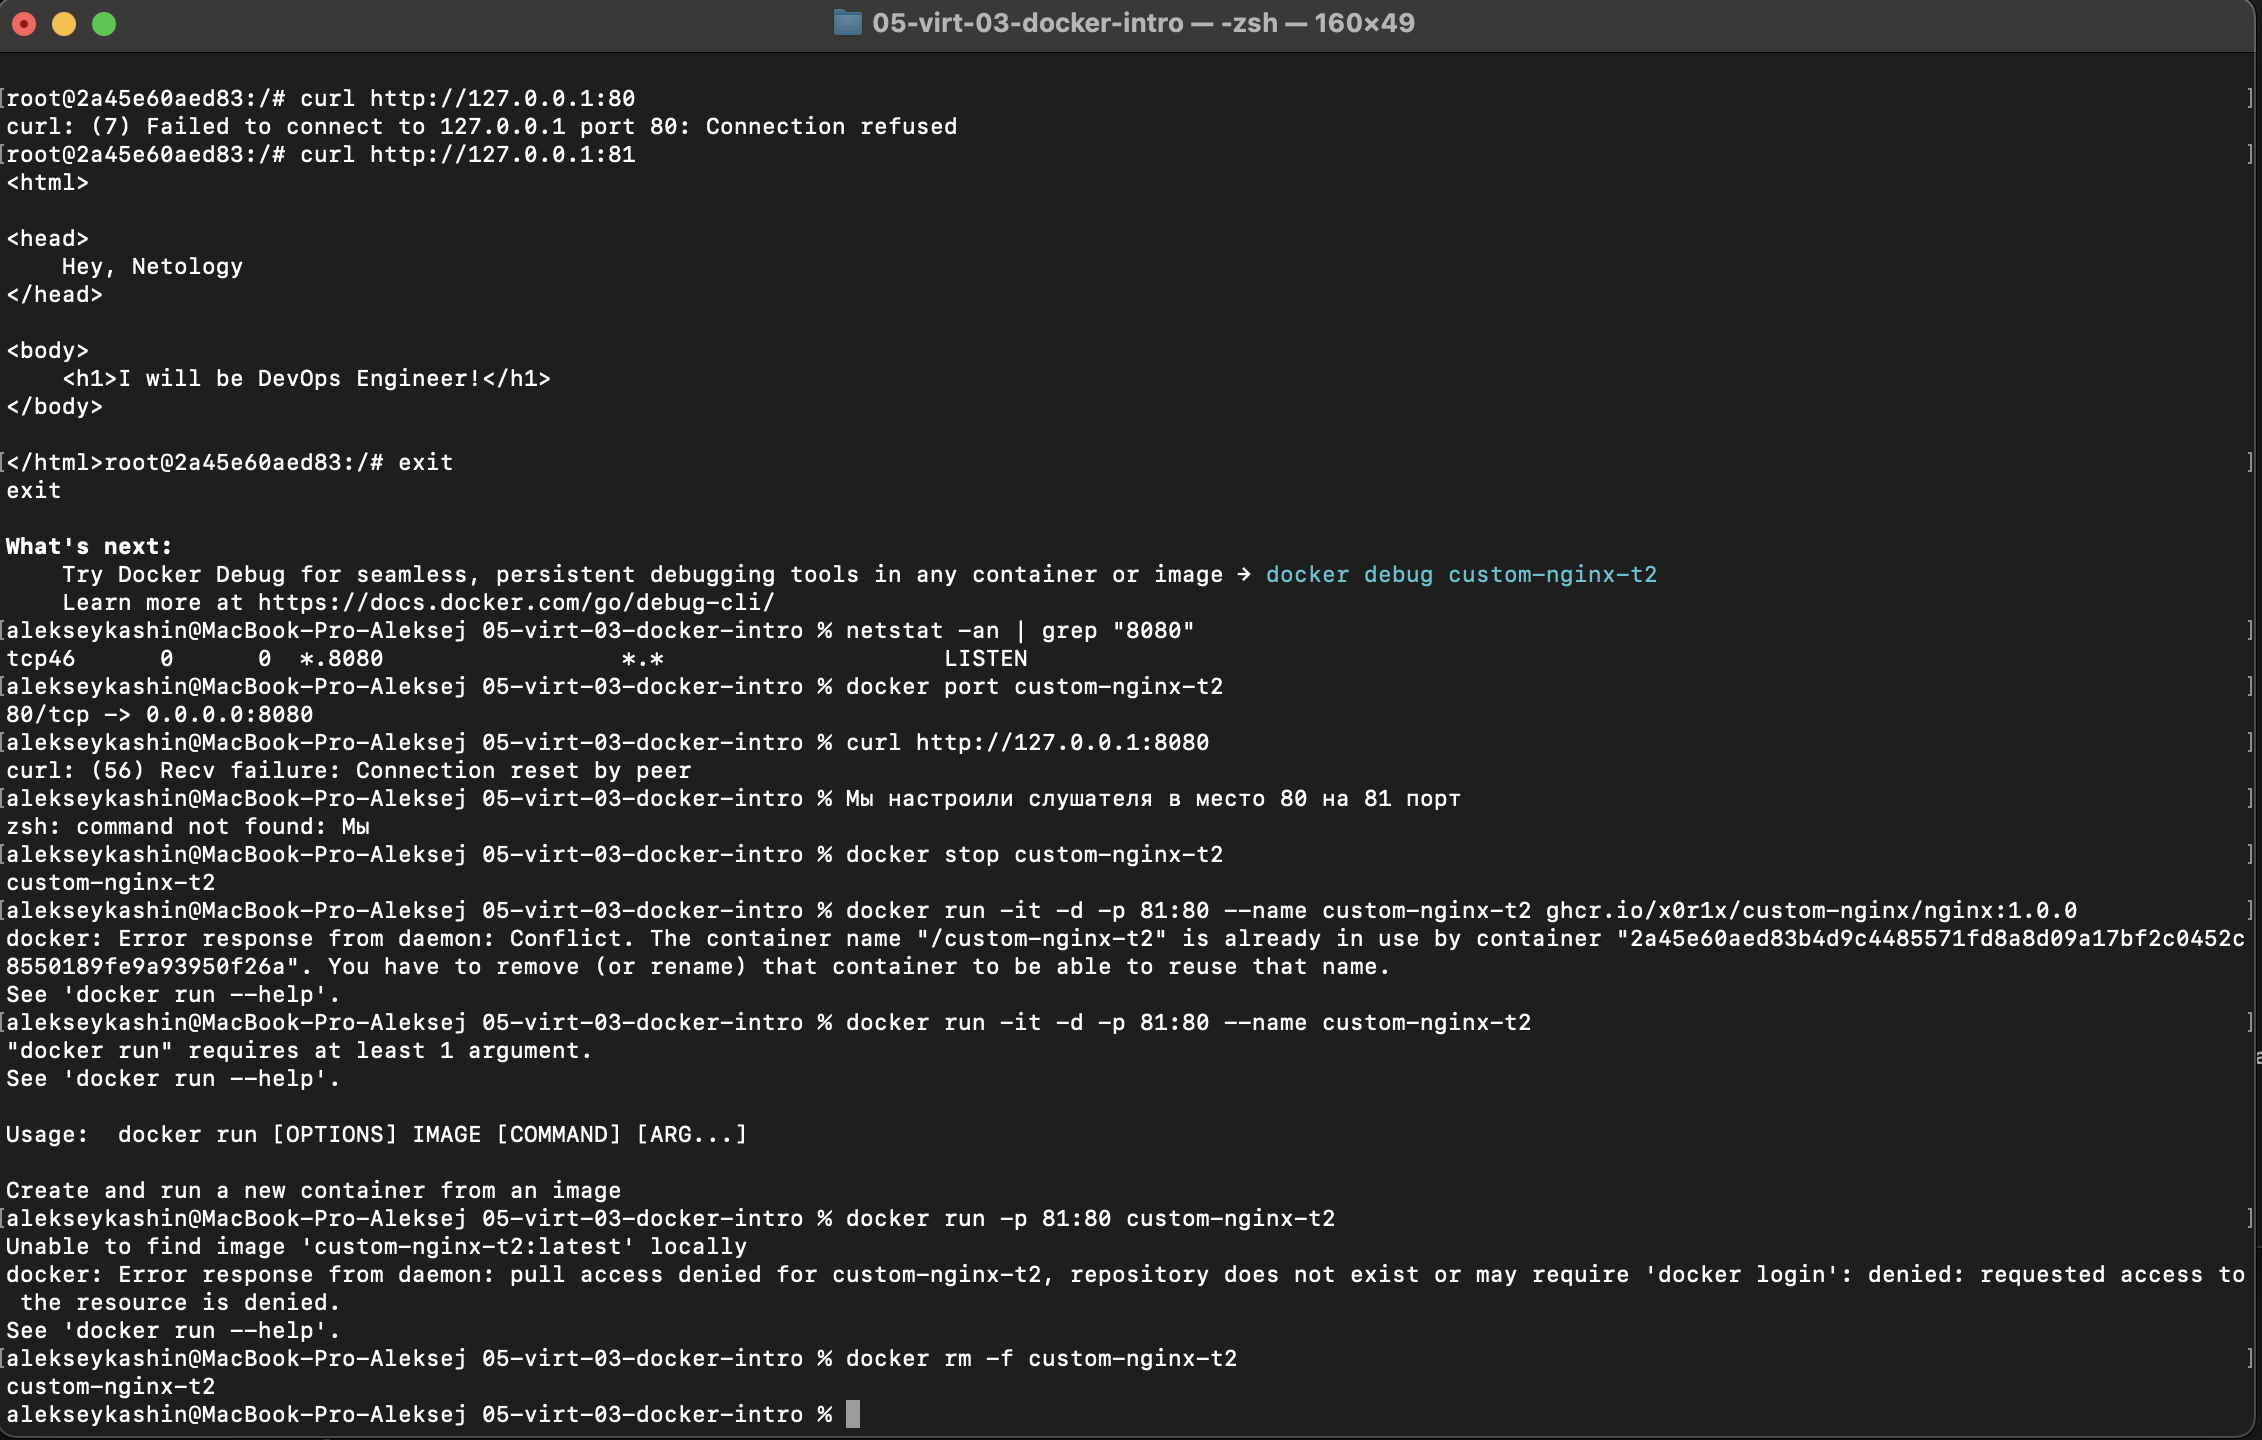 05-virt-03-docker-intro — -zsh — 160×49
[root@2a45e60aed83:/# curl http://127.0.0.1:80 ]
curl: (7) Failed to connect to 127.0.0.1 port 80: Connection refused
[root@2a45e60aed83:/# curl http://127.0.0.1:81 ]
<html>
<head>
    Hey, Netology
</head>
<body>
    <h1>I will be DevOps Engineer!</h1>
</body>
[</html>root@2a45e60aed83:/# exit ]
exit
What's next:
    Try Docker Debug for seamless, persistent debugging tools in any container or image → docker debug custom-nginx-t2
    Learn more at https://docs.docker.com/go/debug-cli/
[alekseykashin@MacBook-Pro-Aleksej 05-virt-03-docker-intro % netstat -an | grep "8080" ]
tcp46      0      0  *.8080                 *.*                    LISTEN
[alekseykashin@MacBook-Pro-Aleksej 05-virt-03-docker-intro % docker port custom-nginx-t2 ]
80/tcp -> 0.0.0.0:8080
[alekseykashin@MacBook-Pro-Aleksej 05-virt-03-docker-intro % curl http://127.0.0.1:8080 ]
curl: (56) Recv failure: Connection reset by peer
[alekseykashin@MacBook-Pro-Aleksej 05-virt-03-docker-intro % Мы настроили слушателя в место 80 на 81 порт ]
zsh: command not found: Мы
[alekseykashin@MacBook-Pro-Aleksej 05-virt-03-docker-intro % docker stop custom-nginx-t2 ]
custom-nginx-t2
[alekseykashin@MacBook-Pro-Aleksej 05-virt-03-docker-intro % docker run -it -d -p 81:80 --name custom-nginx-t2 ghcr.io/x0r1x/custom-nginx/nginx:1.0.0 ]
docker: Error response from daemon: Conflict. The container name "/custom-nginx-t2" is already in use by container "2a45e60aed83b4d9c4485571fd8a8d09a17bf2c0452c
8550189fe9a93950f26a". You have to remove (or rename) that container to be able to reuse that name.
See 'docker run --help'.
[alekseykashin@MacBook-Pro-Aleksej 05-virt-03-docker-intro % docker run -it -d -p 81:80 --name custom-nginx-t2 ]
"docker run" requires at least 1 argument.
See 'docker run --help'.
Usage:  docker run [OPTIONS] IMAGE [COMMAND] [ARG...]
Create and run a new container from an image
[alekseykashin@MacBook-Pro-Aleksej 05-virt-03-docker-intro % docker run -p 81:80 custom-nginx-t2 ]
Unable to find image 'custom-nginx-t2:latest' locally
docker: Error response from daemon: pull access denied for custom-nginx-t2, repository does not exist or may require 'docker login': denied: requested access to
 the resource is denied.
See 'docker run --help'.
[alekseykashin@MacBook-Pro-Aleksej 05-virt-03-docker-intro % docker rm -f custom-nginx-t2 ]
custom-nginx-t2
alekseykashin@MacBook-Pro-Aleksej 05-virt-03-docker-intro %